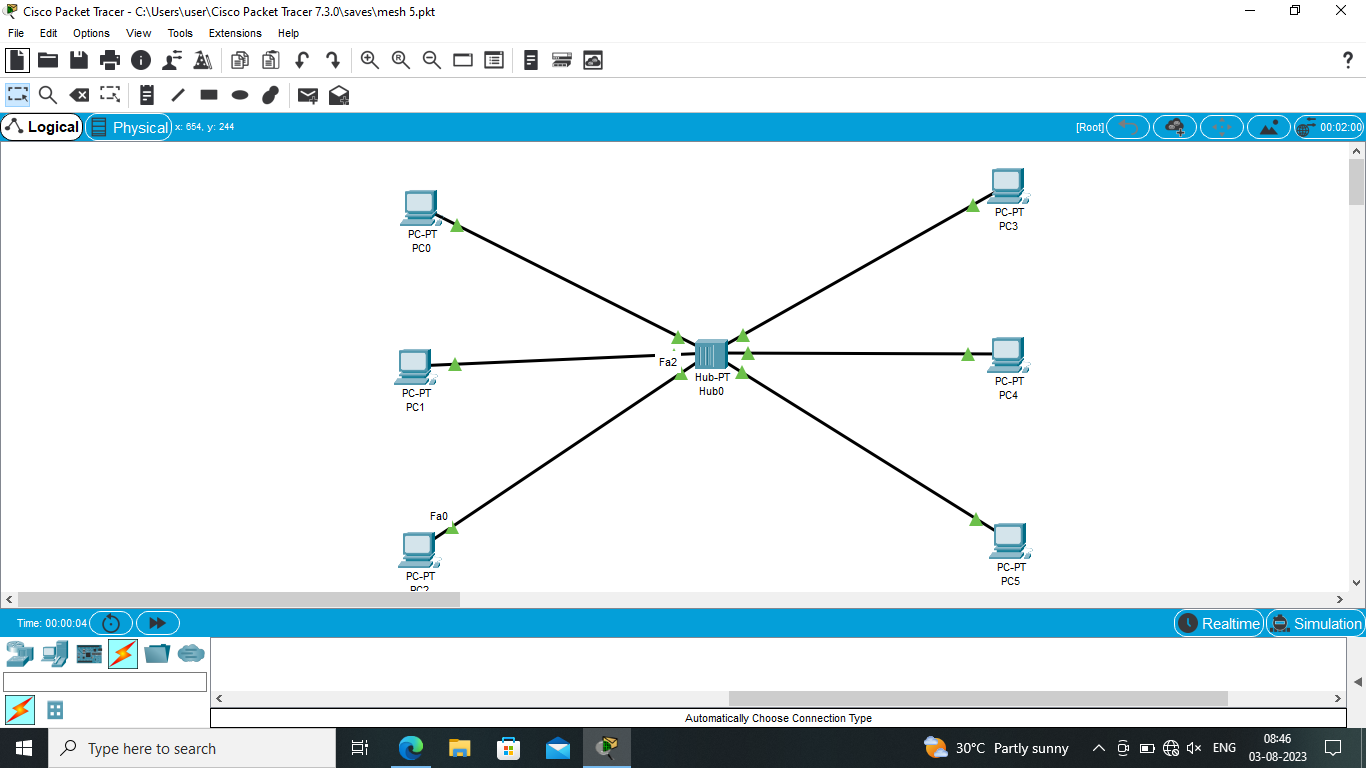 Cisco Packet Tracer - C:\Users\user\Cisco Packet Tracer 7.3.0\saves\mesh 5.pkt
File Edit Options View Tools Extensions Help
Logical Physical x: 654, y: 244 [Root] 00:02:00
PC-PT
PC0
PC-PT
PC3
Fa2
Hub-PT
Hub0
PC-PT
PC1
PC-PT
PC4
Fa0
PC-PT
PC2
PC-PT
PC5
Time: 00:00:04 Realtime Simulation
Automatically Choose Connection Type
Type here to search 30°C Partly sunny ENG 08:46
03-08-2023